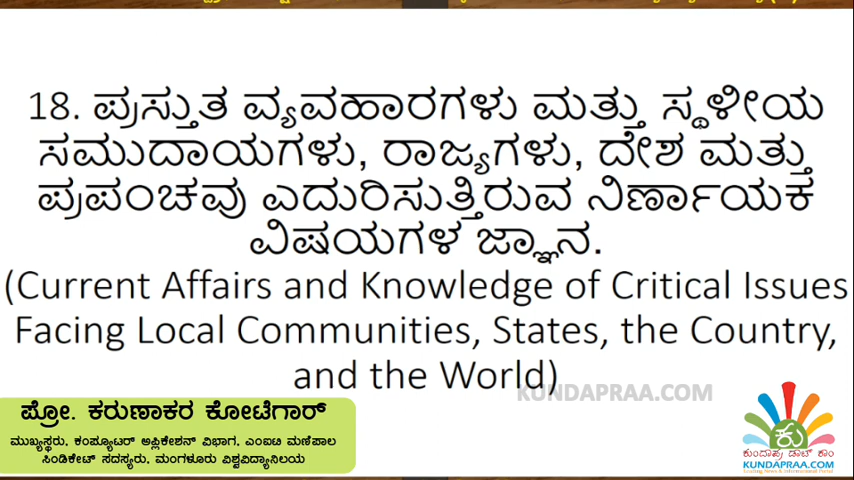 18. ಪ್ರಸ್ತುತ ವ್ಯವಹಾರಗಳು ಮತ್ತು ಸ್ಥಳೀಯ
ಸಮುದಾಯಗಳು, ರಾಜ್ಯಗಳು, ದೇಶ ಮತ್ತು
ಪ್ರಪಂಚವು ಎದುರಿಸುತ್ತಿರುವ ನಿರ್ಣಾಯಕ
ವಿಷಯಗಳ ಜ್ಞಾನ.
(Current Affairs and Knowledge of Critical Issues
Facing Local Communities, States, the Country,
and the World)
KUNDAPRAA.COM
ಪ್ರೋ. ಕರುಣಾಕರ ಕೋಟೆಗಾರ್
ಮುಖ್ಯಸ್ಥರು, ಕಂಪ್ಯೂಟರ್ ಅಪ್ಲಿಕೇಶನ್ ವಿಭಾಗ, ಎಂಐಟಿ ಮಣಿಪಾಲ
ಸಿಂಡಿಕೇಟ್ ಸದಸ್ಯರು, ಮಂಗಳೂರು ವಿಶ್ವವಿದ್ಯಾನಿಲಯ
ಕು
ಕುಂದಾಪ್ರ ಡಾಟ್ ಕಾಂ
KUNDAPRAA.COM